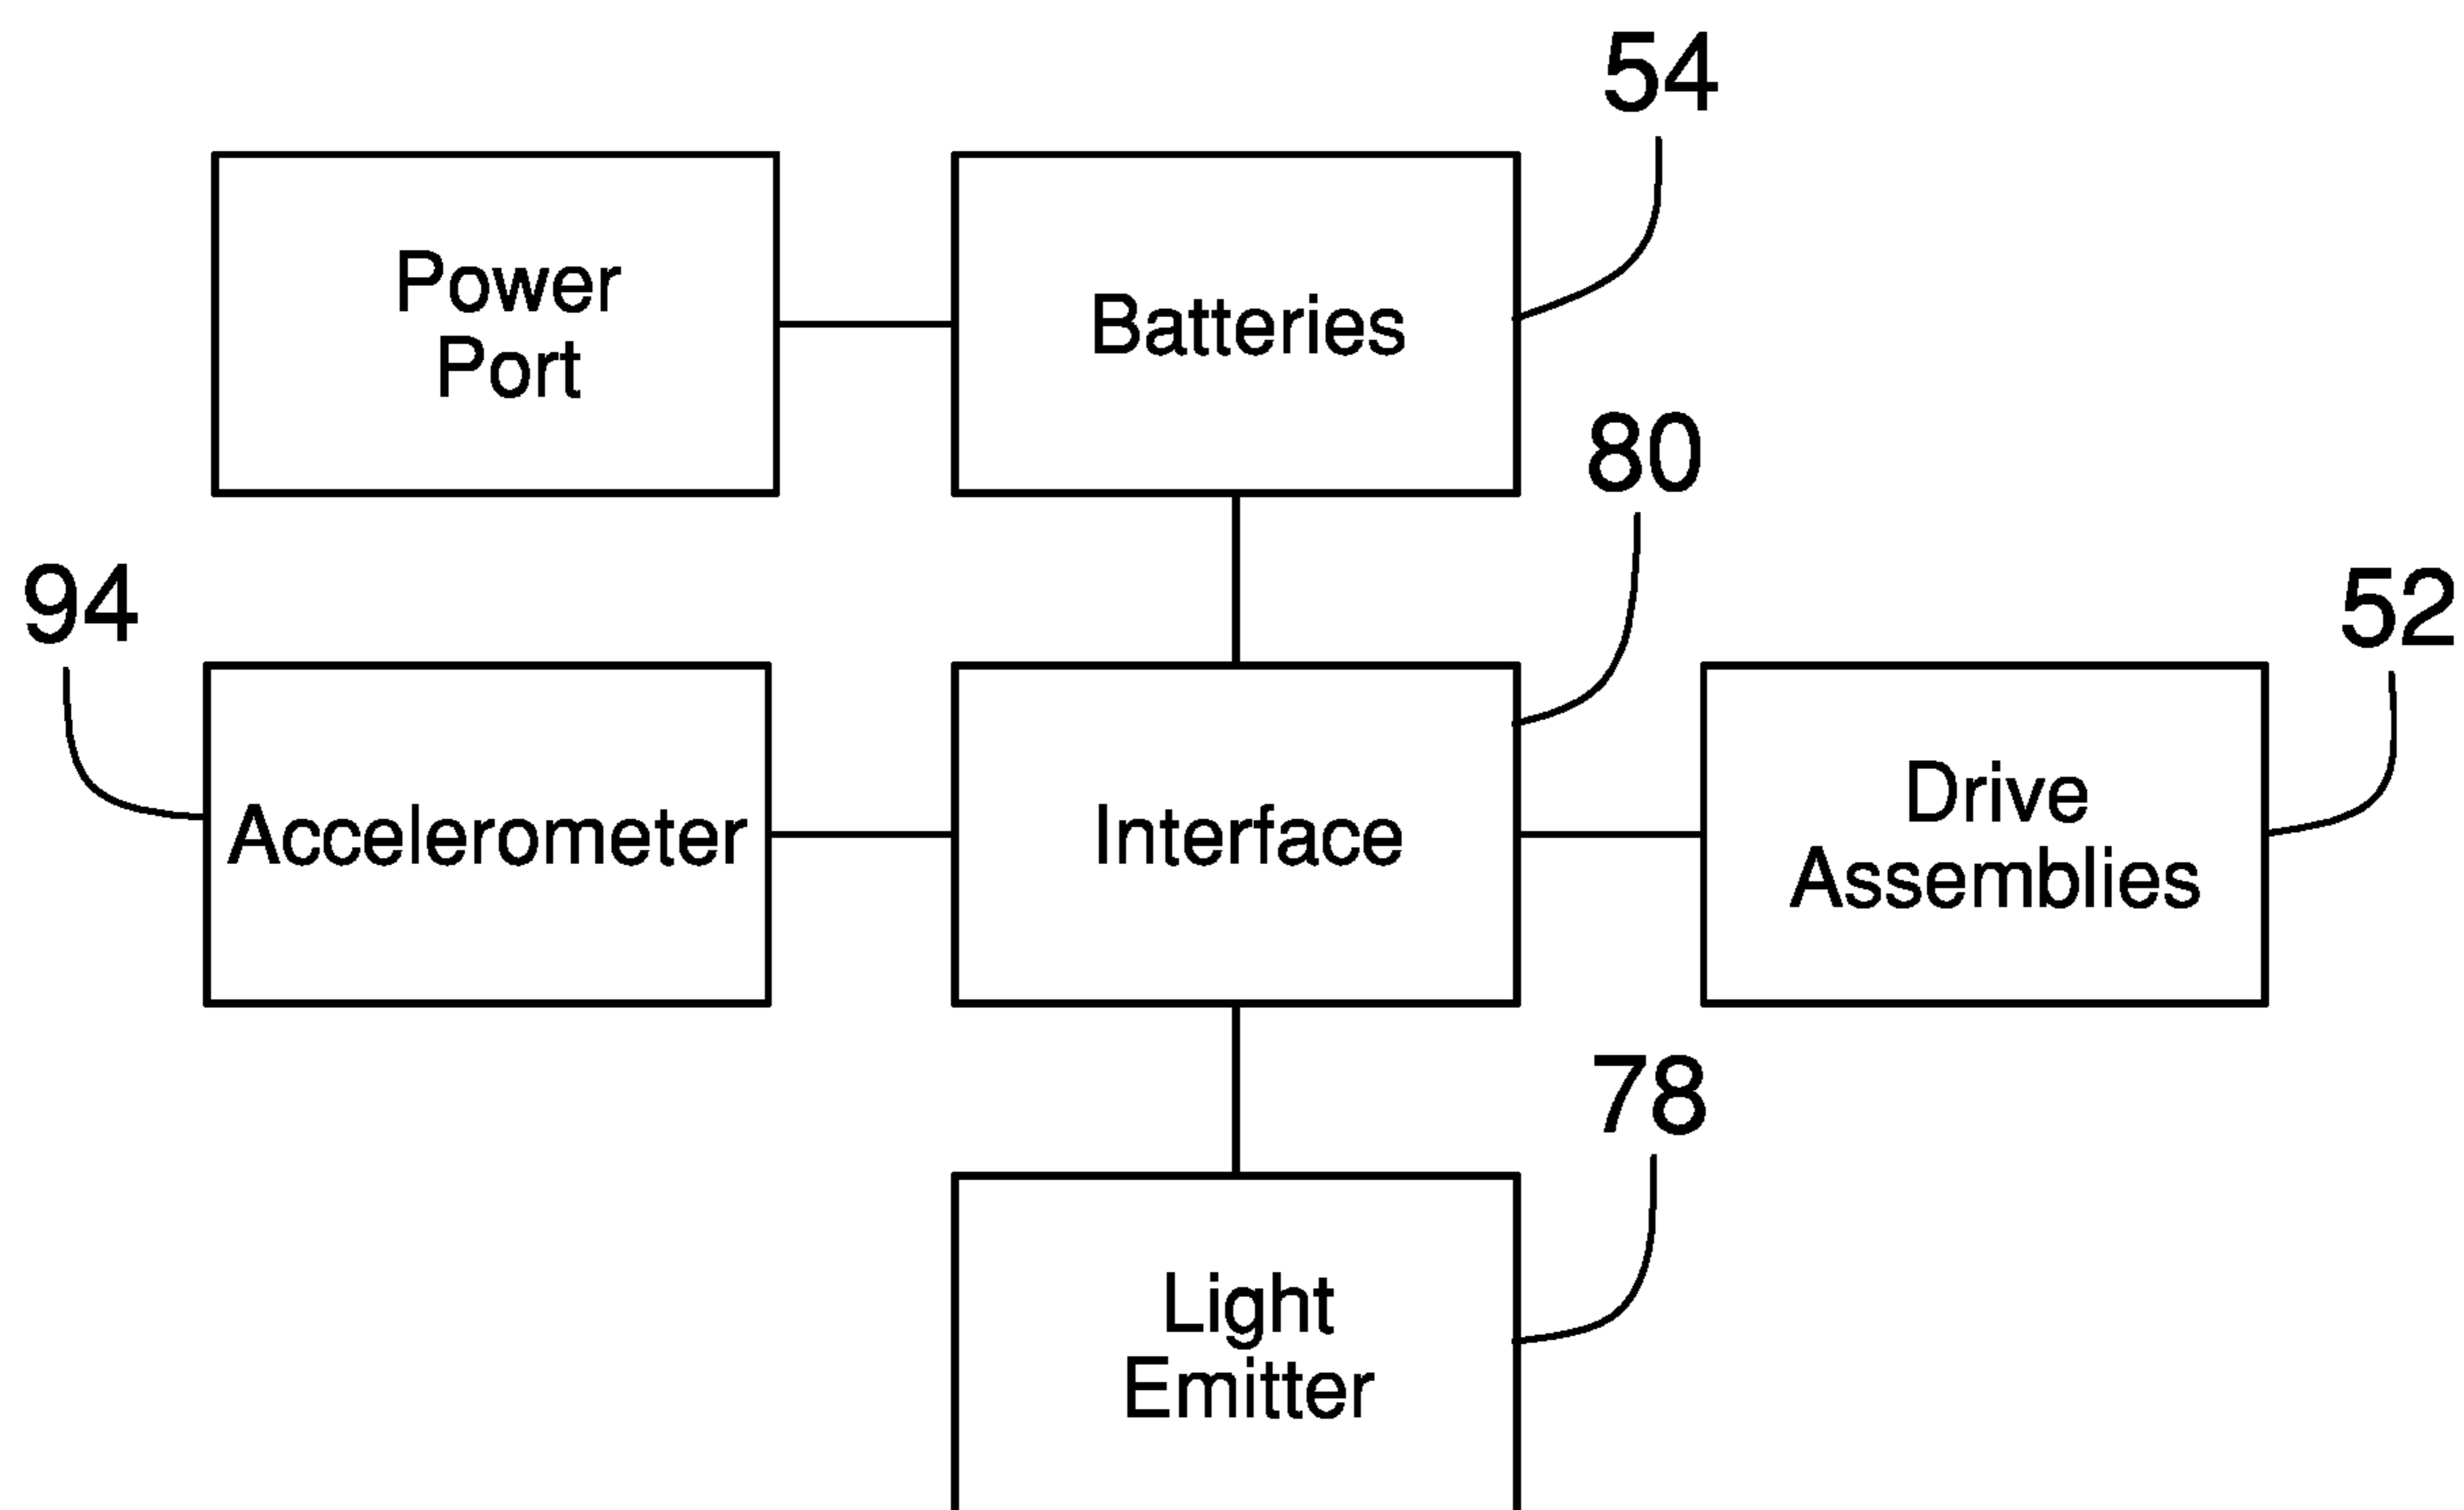 54
Power
Port
Batteries
80
94
52
Accelerometer
Interface
Drive
Assemblies
78
Light
Emitter